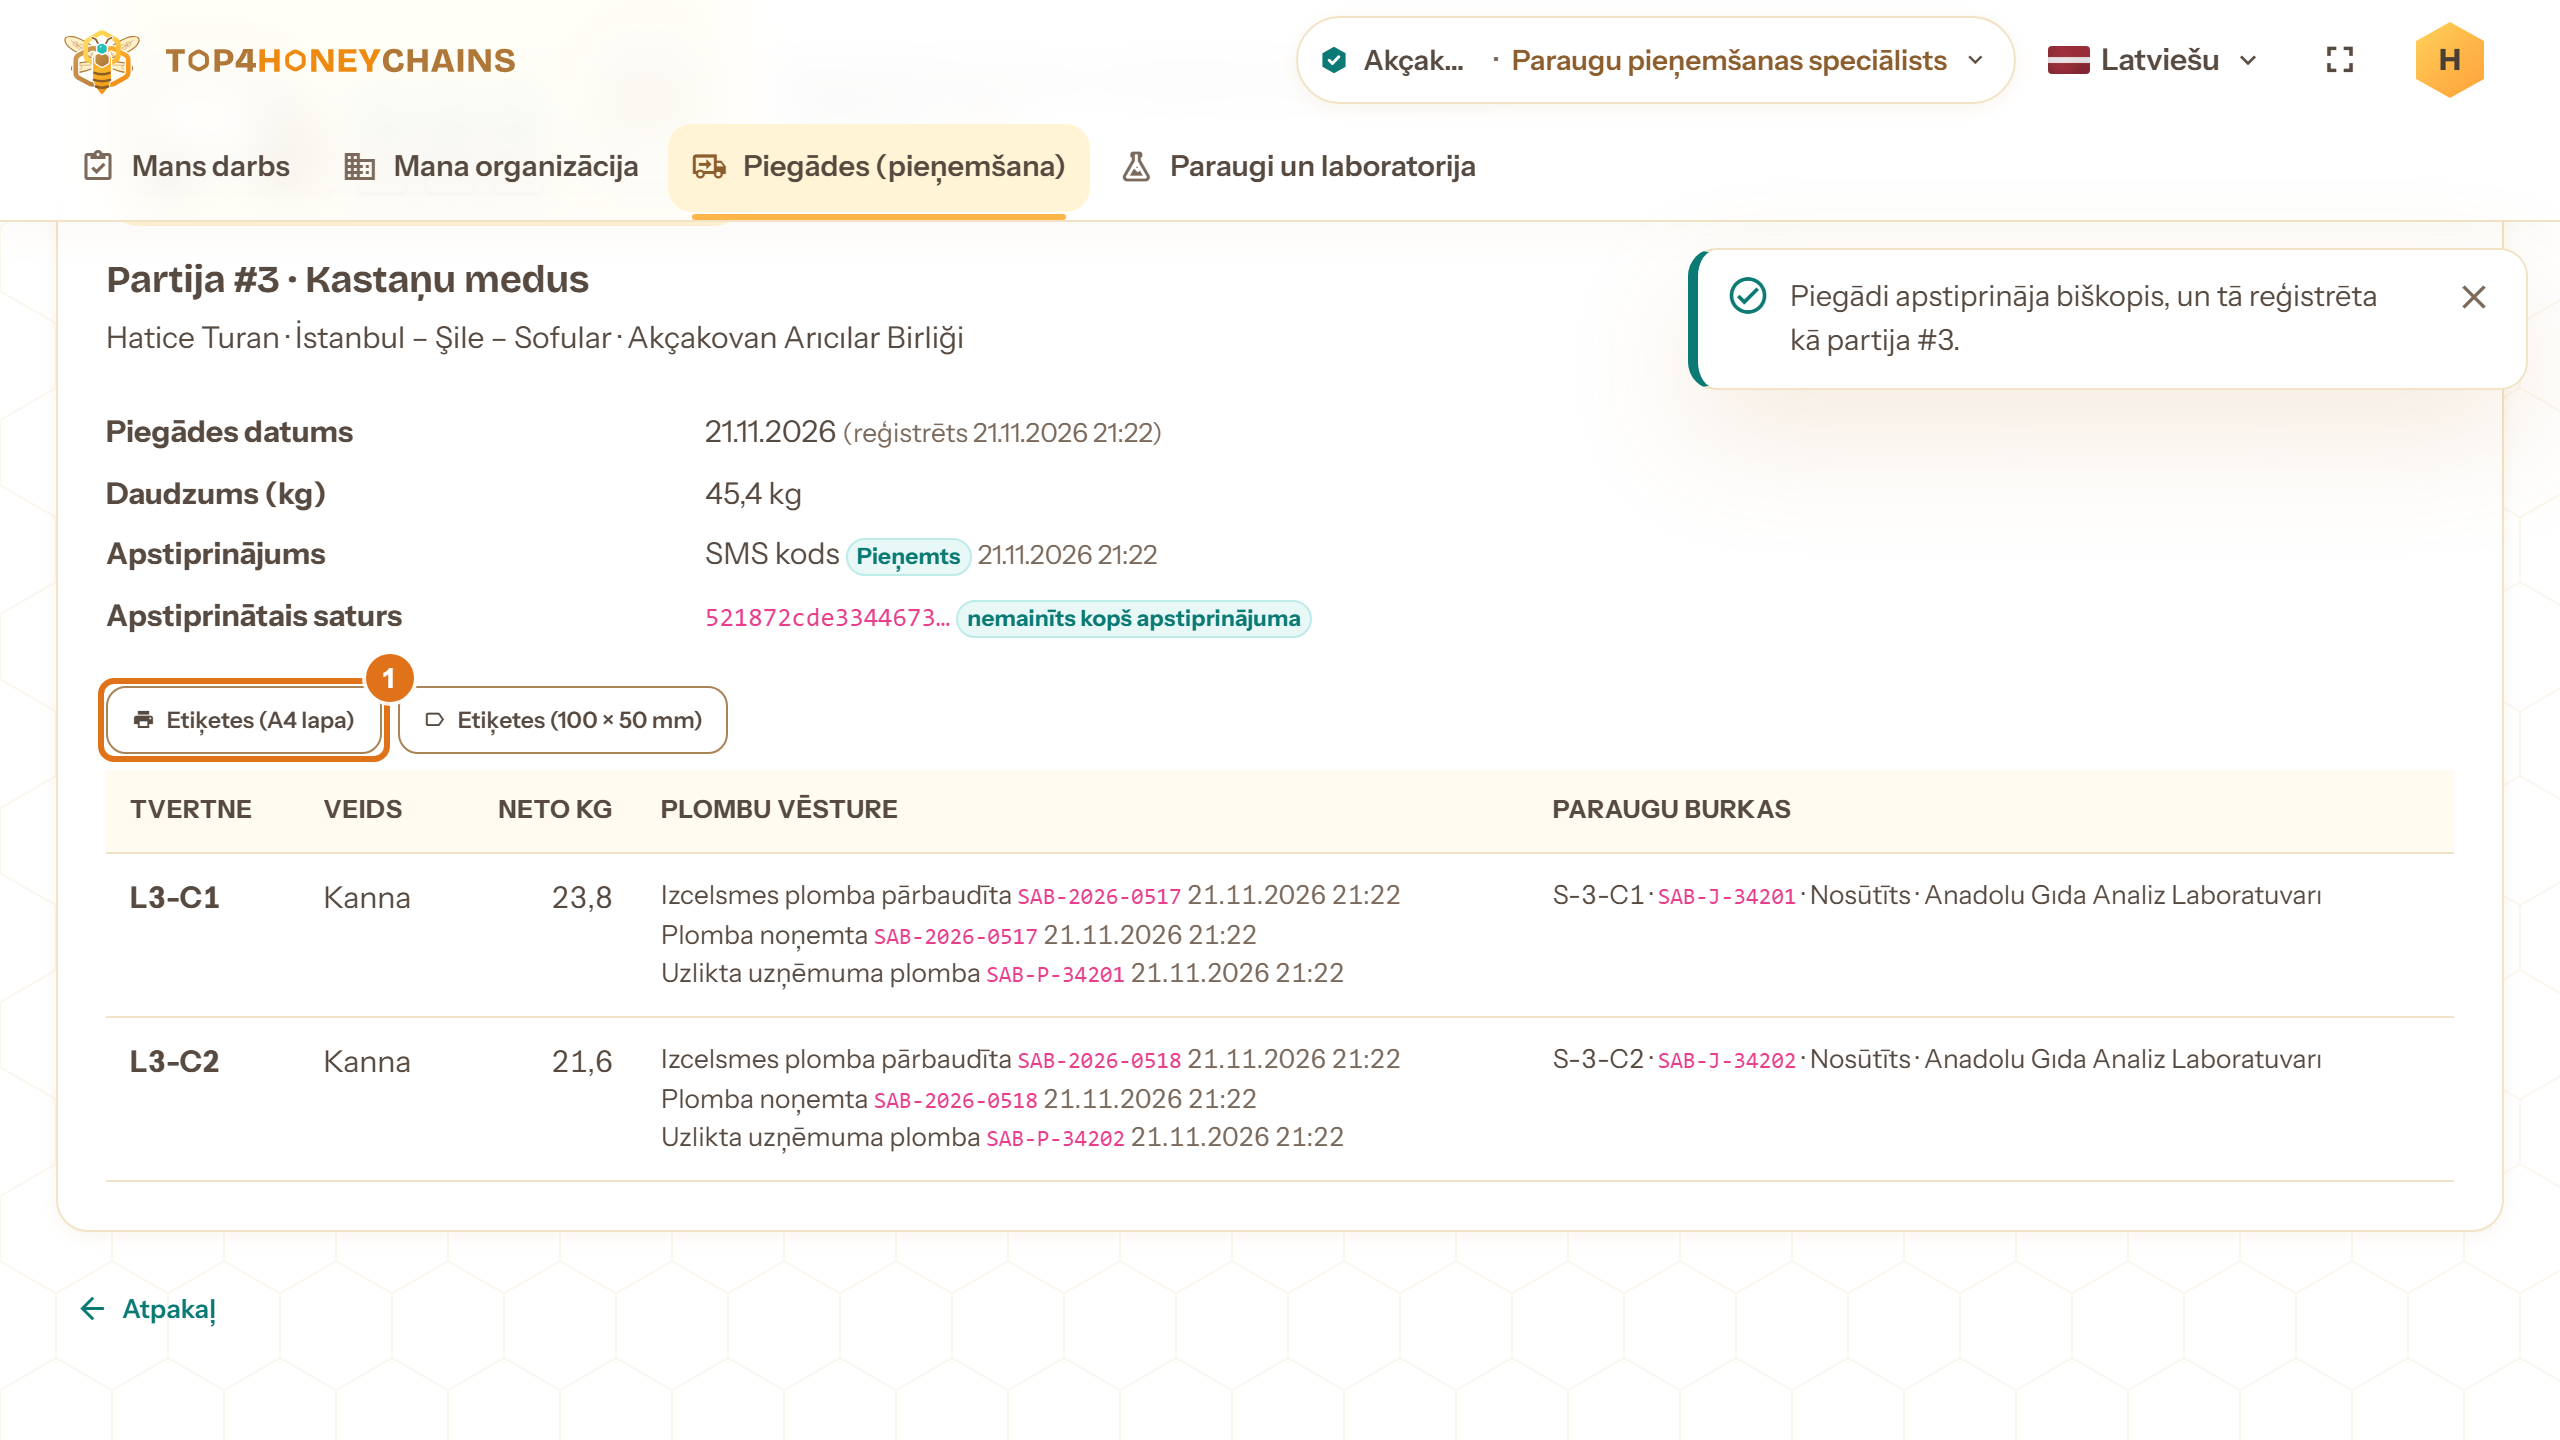 TOP4HONEYCHAINS
Akçak... · Paraugu pieņemšanas speciālists
Latviešu
H
Mans darbs
Mana organizācija
Piegādes (pieņemšana)
Paraugi un laboratorija
Partija #3 · Kastaņu medus
Hatice Turan · İstanbul – Şile – Sofular · Akçakovan Arıcılar Birliği
Piegādi apstiprināja biškopis, un tā reģistrēta
kā partija #3.
Piegādes datums 21.11.2026 (reģistrēts 21.11.2026 21:22)
Daudzums (kg) 45,4 kg
Apstiprinājums SMS kods Pieņemts 21.11.2026 21:22
Apstiprinātais saturs 521872cde3344673… nemainīts kopš apstiprinājuma
1
Etiķetes (A4 lapa)
Etiķetes (100 × 50 mm)
TVERTNE VEIDS NETO KG PLOMBU VĒSTURE PARAUGU BURKAS
L3-C1 Kanna 23,8 Izcelsmes plomba pārbaudīta SAB-2026-0517 21.11.2026 21:22 S-3-C1 · SAB-J-34201 · Nosūtīts · Anadolu Gıda Analiz Laboratuvarı
Plomba noņemta SAB-2026-0517 21.11.2026 21:22
Uzlikta uzņēmuma plomba SAB-P-34201 21.11.2026 21:22
L3-C2 Kanna 21,6 Izcelsmes plomba pārbaudīta SAB-2026-0518 21.11.2026 21:22 S-3-C2 · SAB-J-34202 · Nosūtīts · Anadolu Gıda Analiz Laboratuvarı
Plomba noņemta SAB-2026-0518 21.11.2026 21:22
Uzlikta uzņēmuma plomba SAB-P-34202 21.11.2026 21:22
Atpakaļ